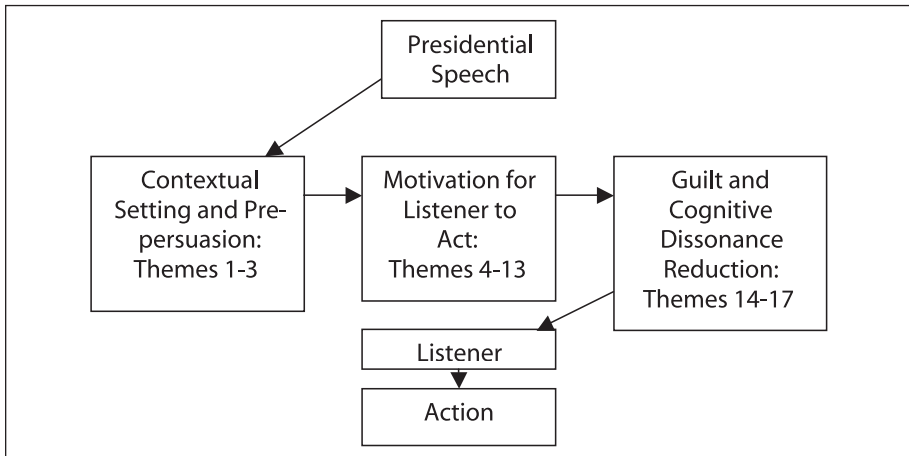 Presidential
Speech
Contextual
Setting and Pre-
persuasion:
Themes 1-3
Motivation for
Listener to
Act:
Themes 4-13
Guilt and
Cognitive
Dissonance
Reduction:
Themes 14-17
Listener
Action